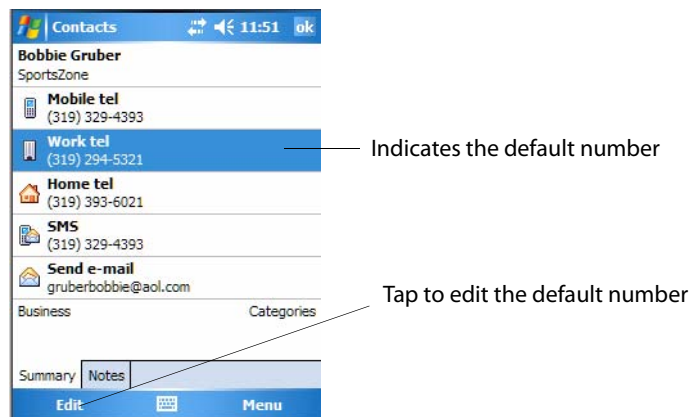 Contacts 11:51 ok
Bobbie Gruber
SportsZone
Mobile tel
(319) 329-4393
Work tel
(319) 294-5321
Indicates the default number
Home tel
(319) 393-6021
SMS
(319) 329-4393
Send e-mail
gruberbobbie@aol.com
Tap to edit the default number
Business Categories
Summary Notes
Edit Menu